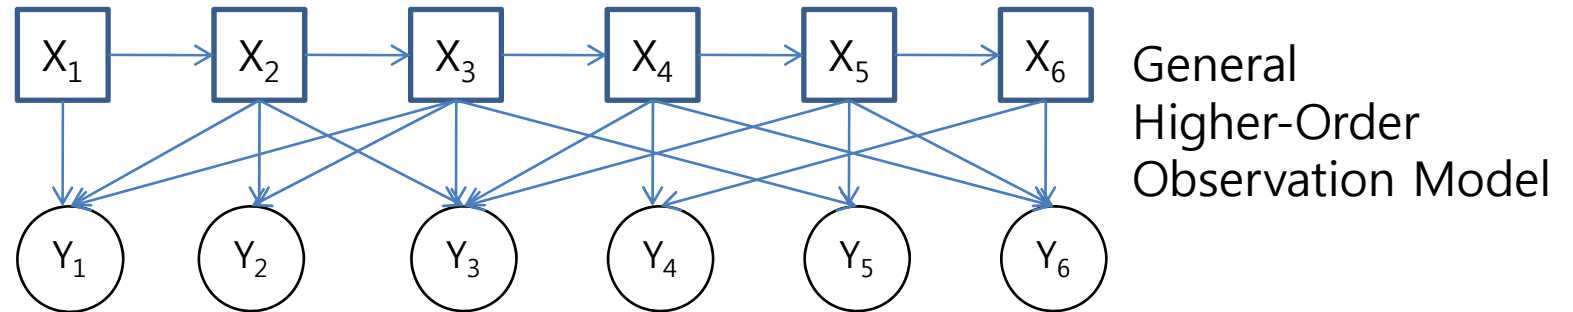 X₁ X₂ X₃ X₄ X₅ X₆
General
Higher-Order
Observation Model
Y₁ Y₂ Y₃ Y₄ Y₅ Y₆